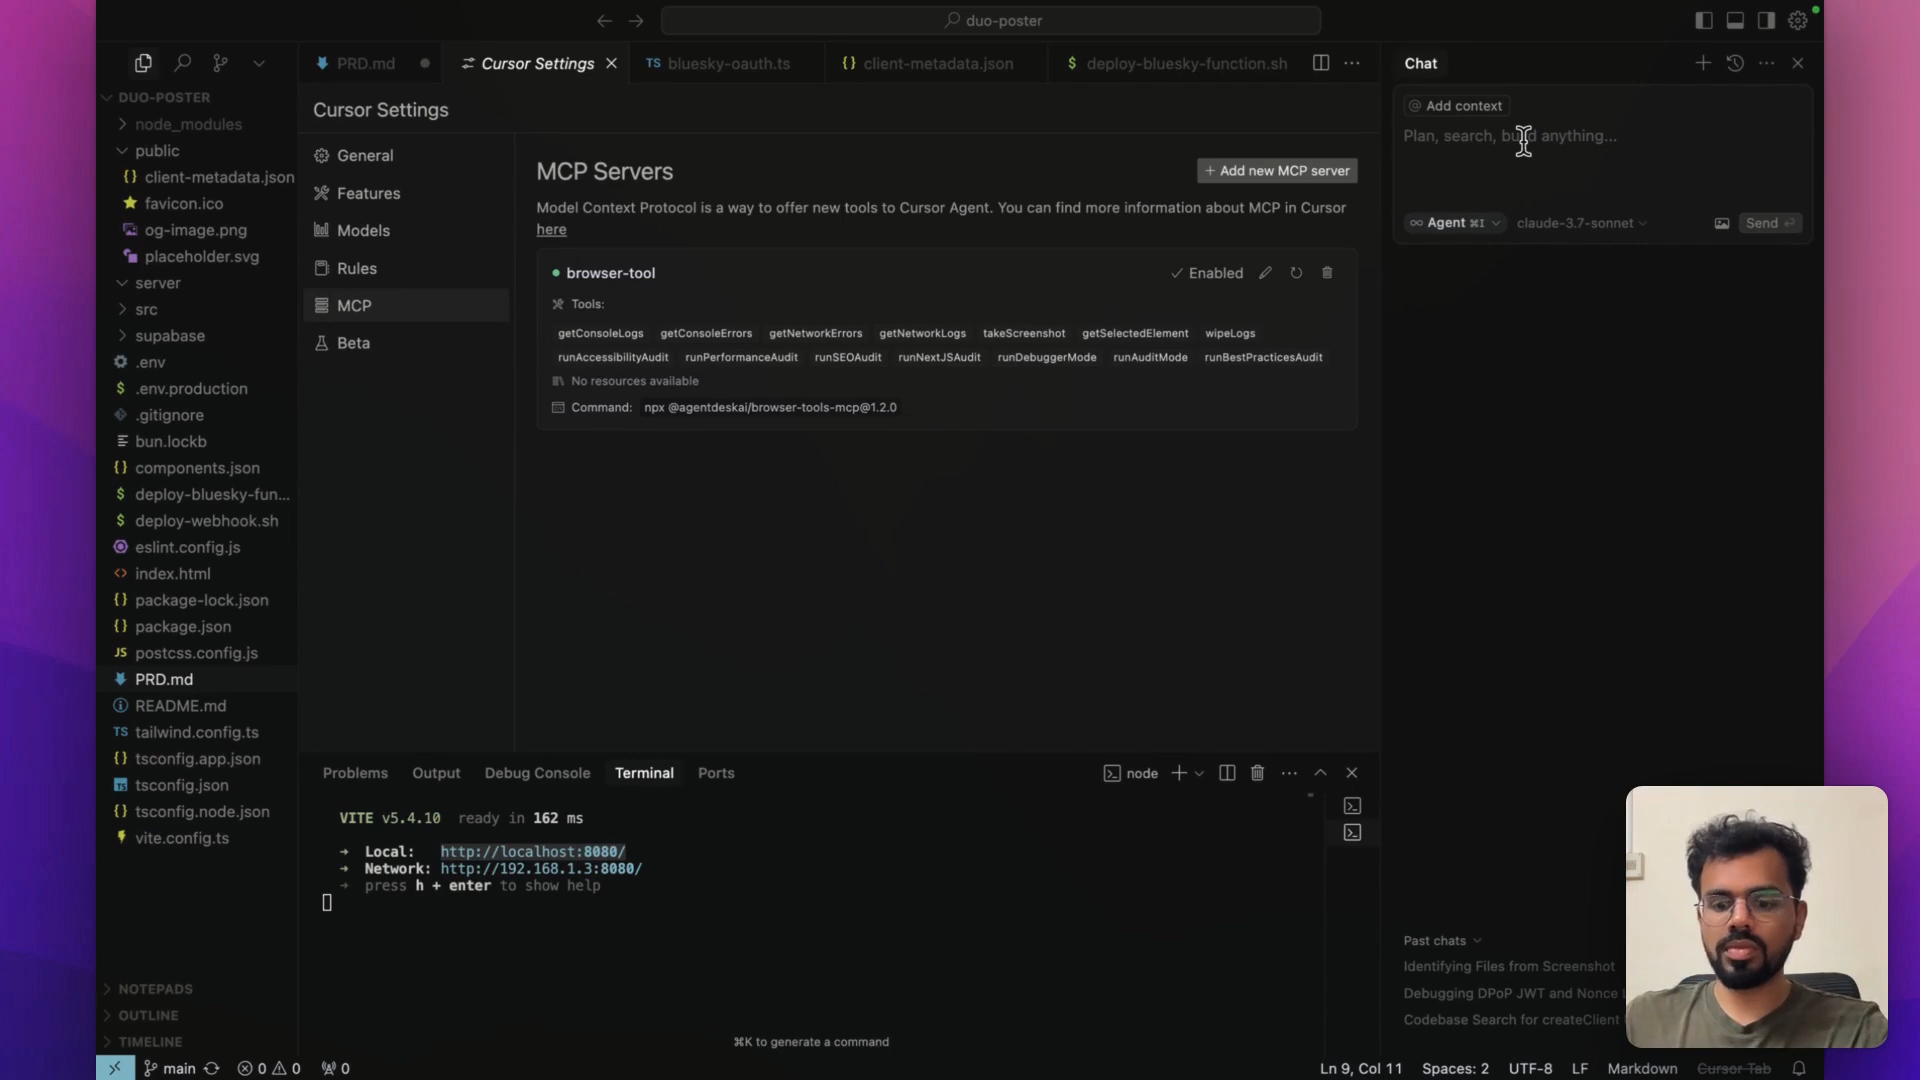 duo-poster
PRD.md
Cursor Settings
TS bluesky-oauth.ts
{} client-metadata.json
$ deploy-bluesky-function.sh
Chat
DUO-POSTER
node_modules
public
{} client-metadata.json
favicon.ico
og-image.png
placeholder.svg
server
src
supabase
.env
$ .env.production
.gitignore
bun.lockb
{} components.json
$ deploy-bluesky-fun...
$ deploy-webhook.sh
eslint.config.js
<> index.html
{} package-lock.json
{} package.json
JS postcss.config.js
PRD.md
README.md
TS tailwind.config.ts
{} tsconfig.app.json
tsconfig.json
{} tsconfig.node.json
vite.config.ts
NOTEPADS
OUTLINE
TIMELINE
Cursor Settings
General
Features
Models
Rules
MCP
Beta
MCP Servers
+ Add new MCP server
Model Context Protocol is a way to offer new tools to Cursor Agent. You can find more information about MCP in Cursor
here
browser-tool
Enabled
Tools:
getConsoleLogs getConsoleErrors getNetworkErrors getNetworkLogs takeScreenshot getSelectedElement wipeLogs
runAccessibilityAudit runPerformanceAudit runSEOAudit runNextJSAudit runDebuggerMode runAuditMode runBestPracticesAudit
No resources available
Command: npx @agentdeskai/browser-tools-mcp@1.2.0
@ Add context
Plan, search, build anything...
∞ Agent ⌘I
claude-3.7-sonnet
Send ⏎
Problems Output Debug Console Terminal Ports
node
VITE v5.4.10 ready in 162 ms
➜ Local: http://localhost:8080/
➜ Network: http://192.168.1.3:8080/
➜ press h + enter to show help
⌘K to generate a command
Past chats
Identifying Files from Screenshot
Debugging DPoP JWT and Nonce
Codebase Search for createClient
main
0 0
0
Ln 9, Col 11
Spaces: 2
UTF-8
LF
Markdown
Cursor Tab